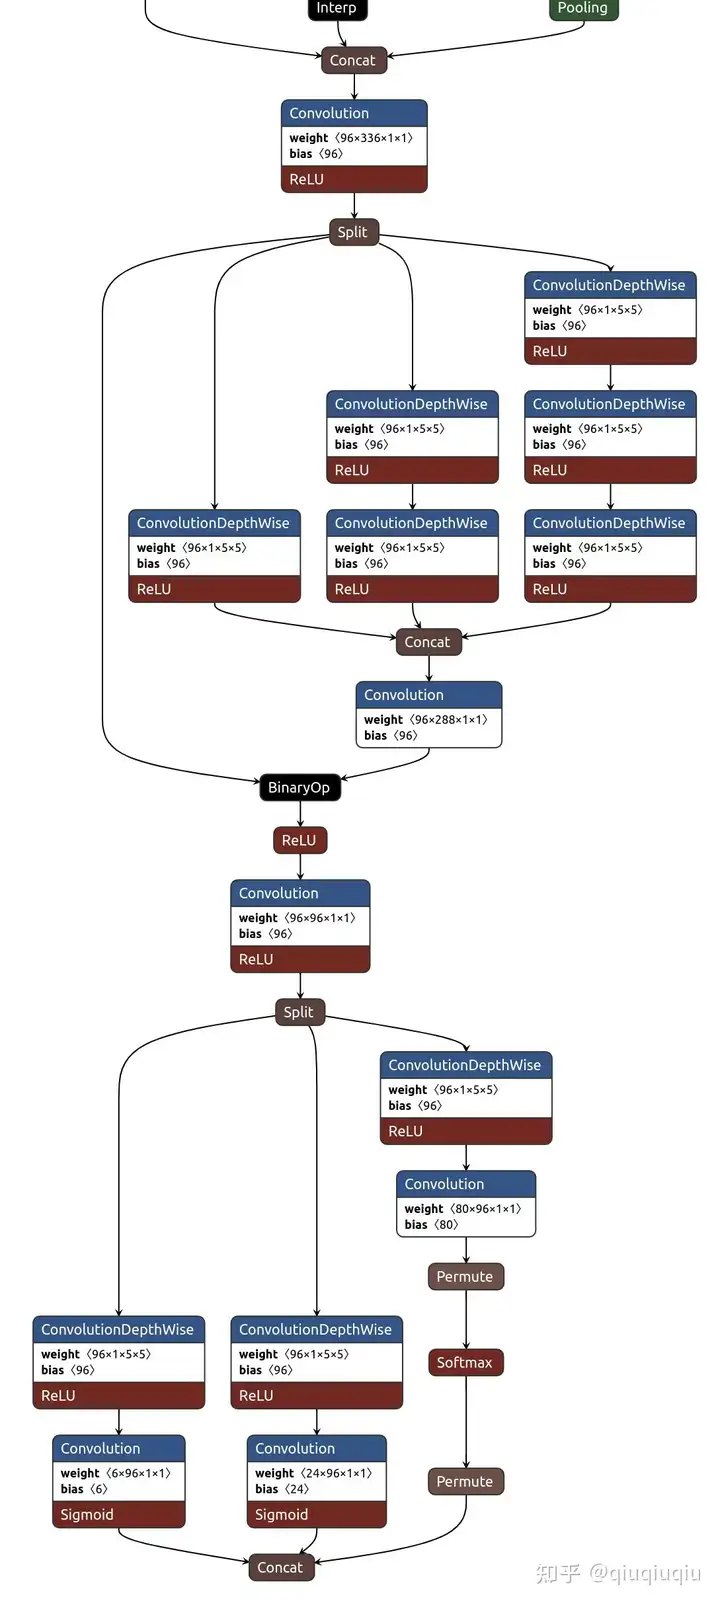 Interp
Pooling
Concat
Convolution
weight〈96×336×1×1〉
bias〈96〉
ReLU
Split
ConvolutionDepthWise
weight〈96×1×5×5〉
bias〈96〉
ReLU
ConvolutionDepthWise
weight〈96×1×5×5〉
bias〈96〉
ReLU
ConvolutionDepthWise
weight〈96×1×5×5〉
bias〈96〉
ReLU
ConvolutionDepthWise
weight〈96×1×5×5〉
bias〈96〉
ReLU
ConvolutionDepthWise
weight〈96×1×5×5〉
bias〈96〉
ReLU
ConvolutionDepthWise
weight〈96×1×5×5〉
bias〈96〉
ReLU
Concat
Convolution
weight〈96×288×1×1〉
bias〈96〉
BinaryOp
ReLU
Convolution
weight〈96×96×1×1〉
bias〈96〉
ReLU
Split
ConvolutionDepthWise
weight〈96×1×5×5〉
bias〈96〉
ReLU
Convolution
weight〈80×96×1×1〉
bias〈80〉
Permute
ConvolutionDepthWise
weight〈96×1×5×5〉
bias〈96〉
ReLU
ConvolutionDepthWise
weight〈96×1×5×5〉
bias〈96〉
ReLU
Softmax
Convolution
weight〈6×96×1×1〉
bias〈6〉
Sigmoid
Convolution
weight〈24×96×1×1〉
bias〈24〉
Sigmoid
Permute
Concat
知乎 @qiuqiuqiu